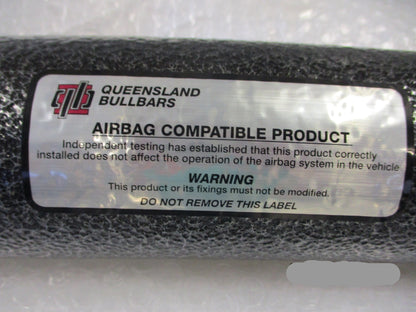 qlb QUEENSLAND
BULLBARS
AIRBAG COMPATIBLE PRODUCT
Independent testing has established that this product correctly
installed does not affect the operation of the airbag system in the vehicle
WARNING
This product or its fixings must not be modified.
DO NOT REMOVE THIS LABEL